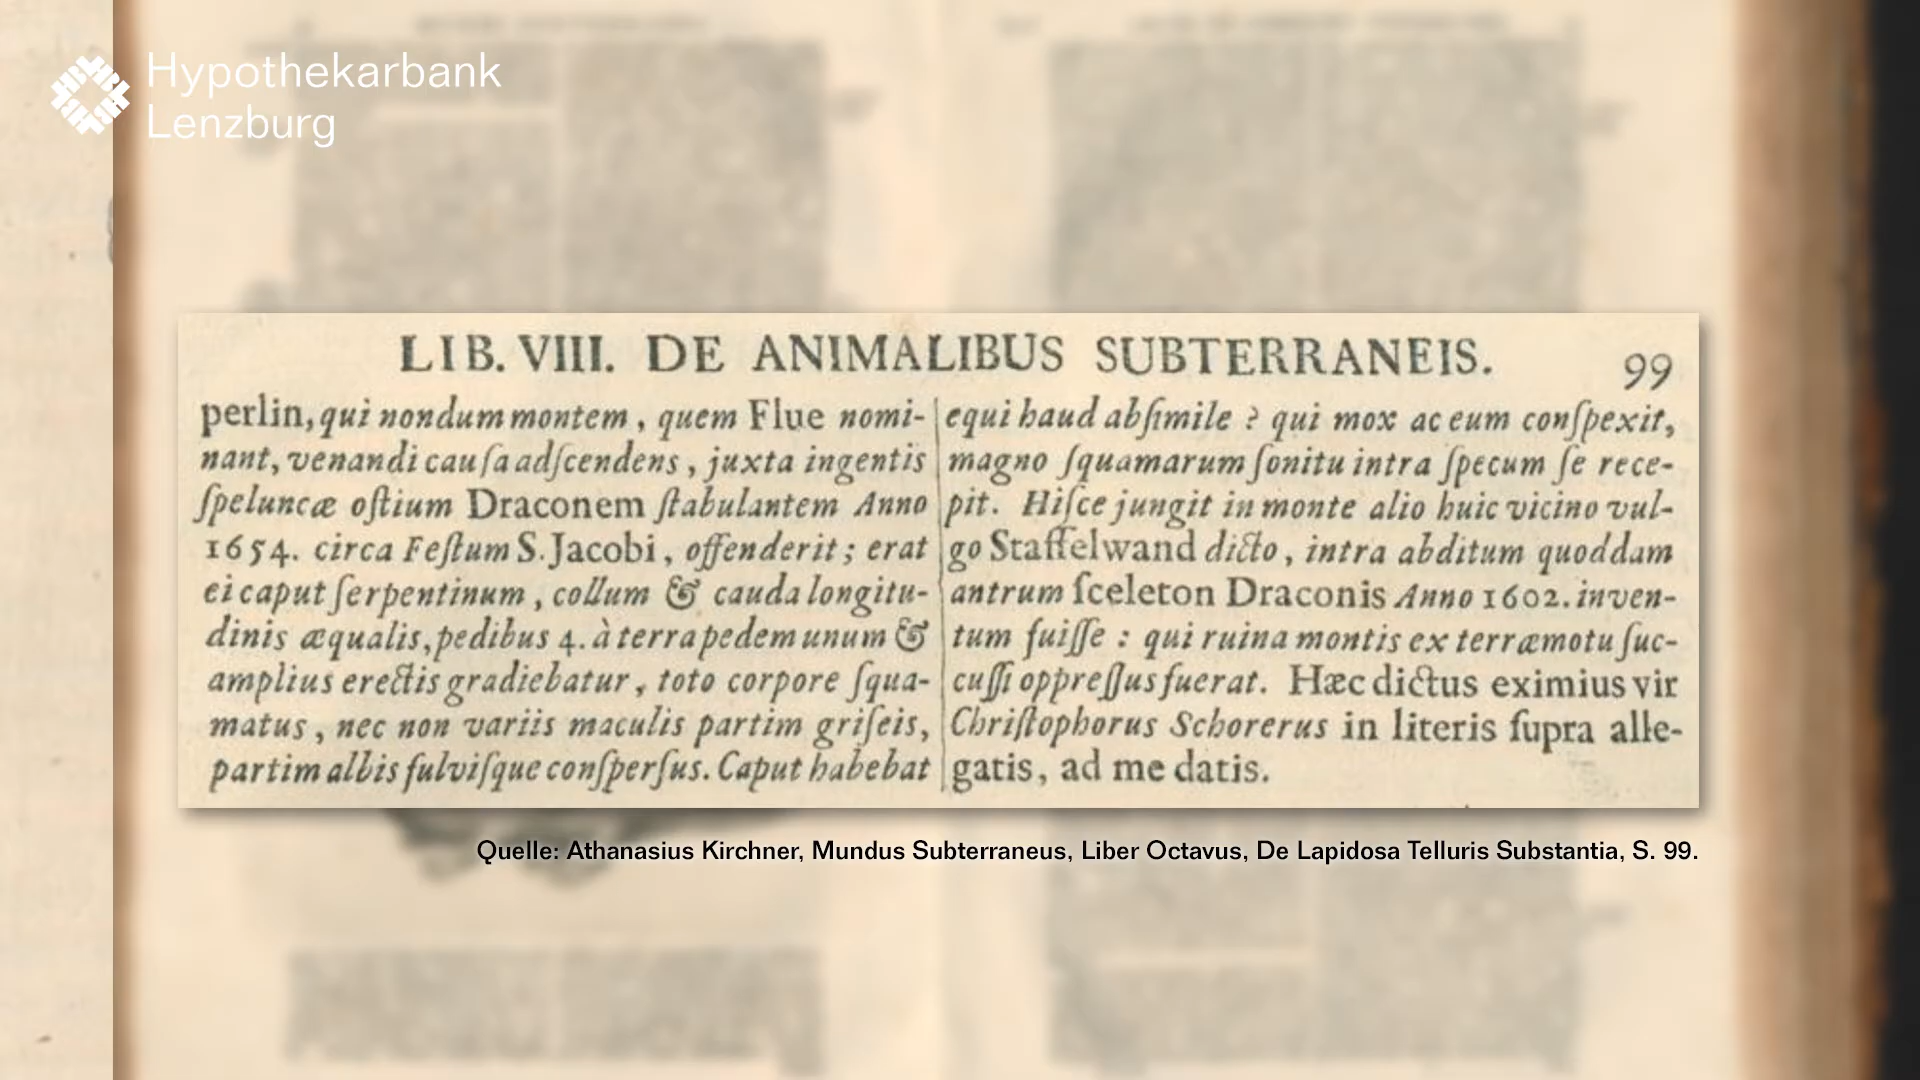 Hypothekarbank
Lenzburg
LIB. VIII. DE ANIMALIBUS SUBTERRANEIS. 99
perlin, qui nondum montem, quem Flue nomi-
nant, venandi cauſa adſcendens, juxta ingentis
ſpeluncæ oſtium Draconem ſtabulantem Anno
1654. circa Feſtum S. Jacobi, offenderit; erat
ei caput ſerpentinum, collum & cauda longitu-
dinis æqualis, pedibus 4. à terra pedem unum &
amplius erectis gradiebatur, toto corpore ſqua-
matus, nec non variis maculis partim griſeis,
partim albis fulviſque conſperſus. Caput habebat
equi haud abſimile ? qui mox ac eum conſpexit,
magno ſquamarum ſonitu intra ſpecum ſe rece-
pit. Hiſce jungit in monte alio huic vicino vul-
go Staffelwand dicto, intra abditum quoddam
antrum ſceleton Draconis Anno 1602. inven-
tum fuiſſe : qui ruina montis ex terræmotu ſuc-
cuſſi oppreſſus fuerat. Hæc dictus eximius vir
Chriſtophorus Schorerus in literis ſupra alle-
gatis, ad me datis.
Quelle: Athanasius Kirchner, Mundus Subterraneus, Liber Octavus, De Lapidosa Telluris Substantia, S. 99.